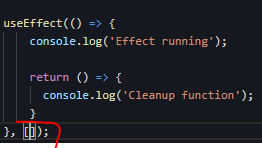 useEffect(() => {
console.log('Effect running');
return () => {
console.log('Cleanup function');
}
}, []);